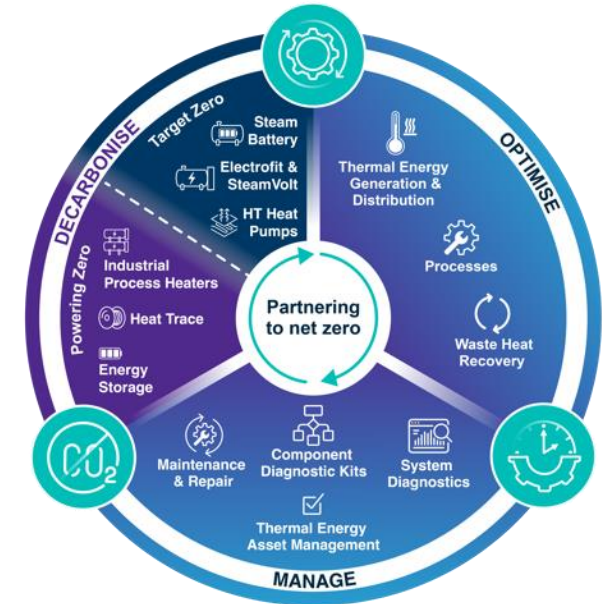 DECARBONISE
Target Zero
Steam
Battery
Electrofit &
SteamVolt
HT Heat
Pumps
Powering Zero
Industrial
Process Heaters
Heat Trace
Energy
Storage
OPTIMISE
Thermal Energy
Generation &
Distribution
Processes
Waste Heat
Recovery
Partnering
to net zero
Maintenance
& Repair
Component
Diagnostic Kits
System
Diagnostics
Thermal Energy
Asset Management
MANAGE
CO2